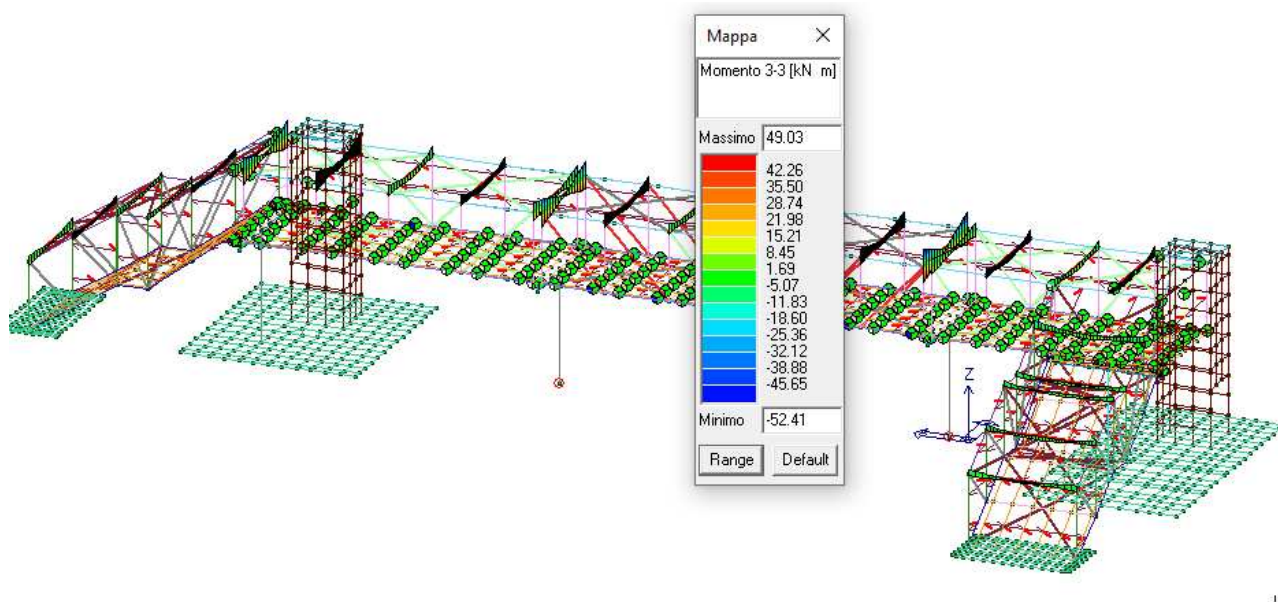 Mappa
Momento 3-3 [kN m]
Massimo 49.03
42.26
35.50
28.74
21.98
15.21
8.45
1.69
-5.07
-11.83
-18.60
-25.36
-32.12
-38.88
-45.65
Minimo -52.41
Range Default
Z